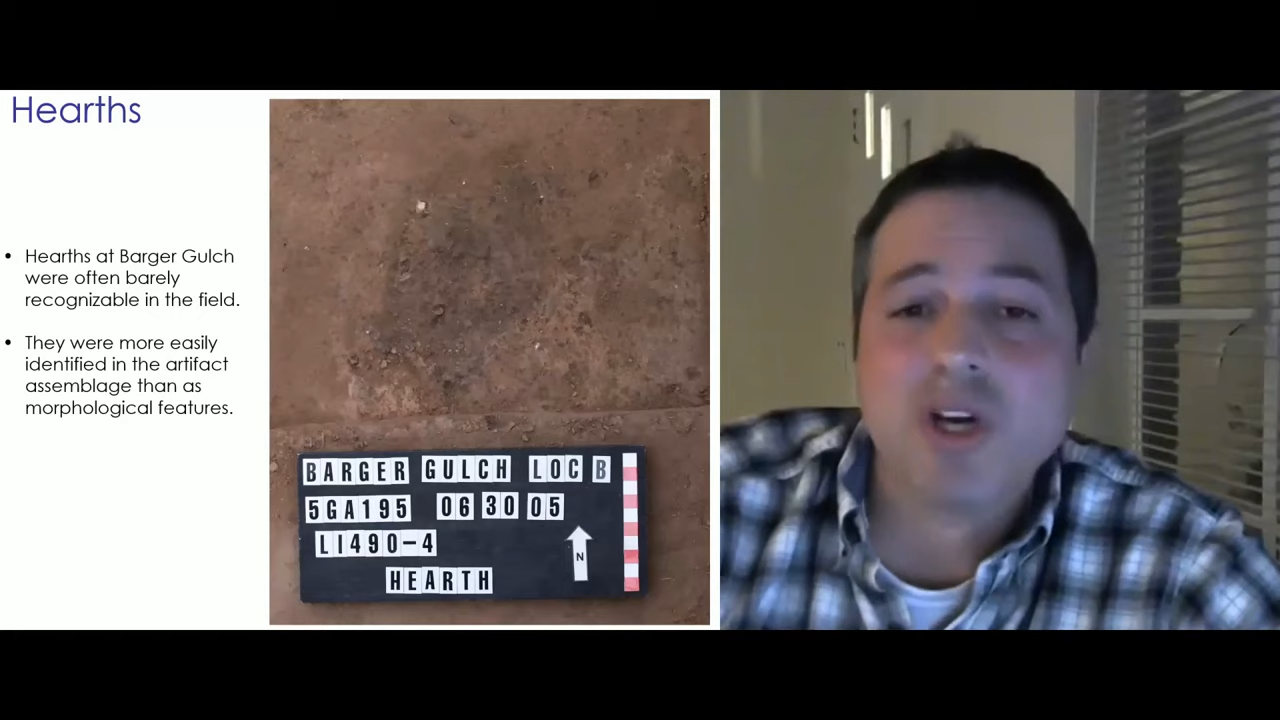 Hearths
• Hearths at Barger Gulch
were often barely
recognizable in the field.
• They were more easily
identified in the artifact
assemblage than as
morphological features.
BARGER GULCH LOC B
5GA195 06 30 05
LI490-4
N
HEARTH